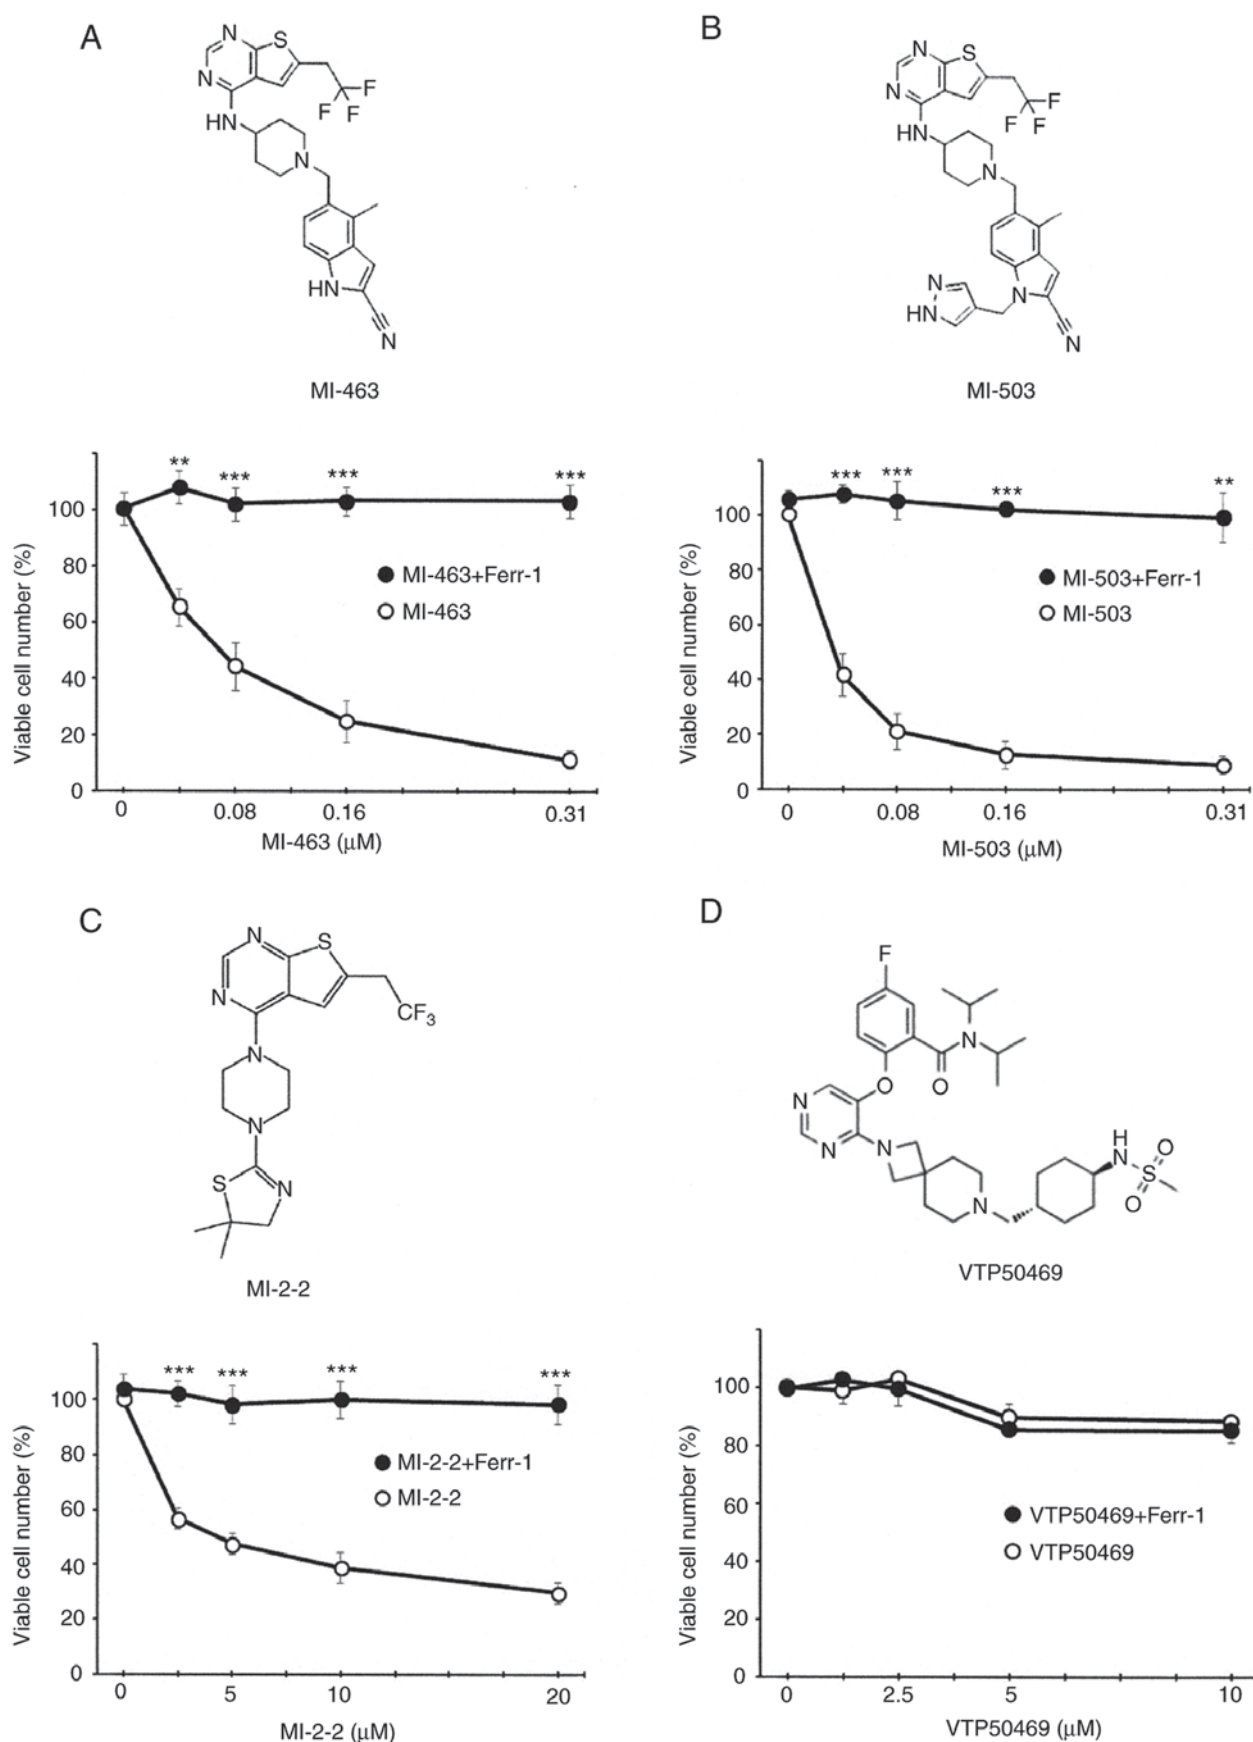 A
N
S
N
F
F
F
HN
N
HN
N
MI-463
B
N
S
N
F
F
F
HN
N
N
HN
N
N
MI-503
Viable cell number (%)
100
80
60
40
20
0
** *** *** ***
MI-463+Ferr-1
MI-463
0 0.08 0.16 0.31
MI-463 (μM)
Viable cell number (%)
100
80
60
40
20
0
*** *** *** **
MI-503+Ferr-1
MI-503
0 0.08 0.16 0.31
MI-503 (μM)
C
N
S
N
CF3
N
N
S
N
MI-2-2
D
F
N
O
O
N
N
N
N
H
N
O
S
O
VTP50469
Viable cell number (%)
100
80
60
40
20
0
*** *** *** ***
MI-2-2+Ferr-1
MI-2-2
0 5 10 20
MI-2-2 (μM)
Viable cell number (%)
100
80
60
40
20
0
VTP50469+Ferr-1
VTP50469
0 2.5 5 10
VTP50469 (μM)